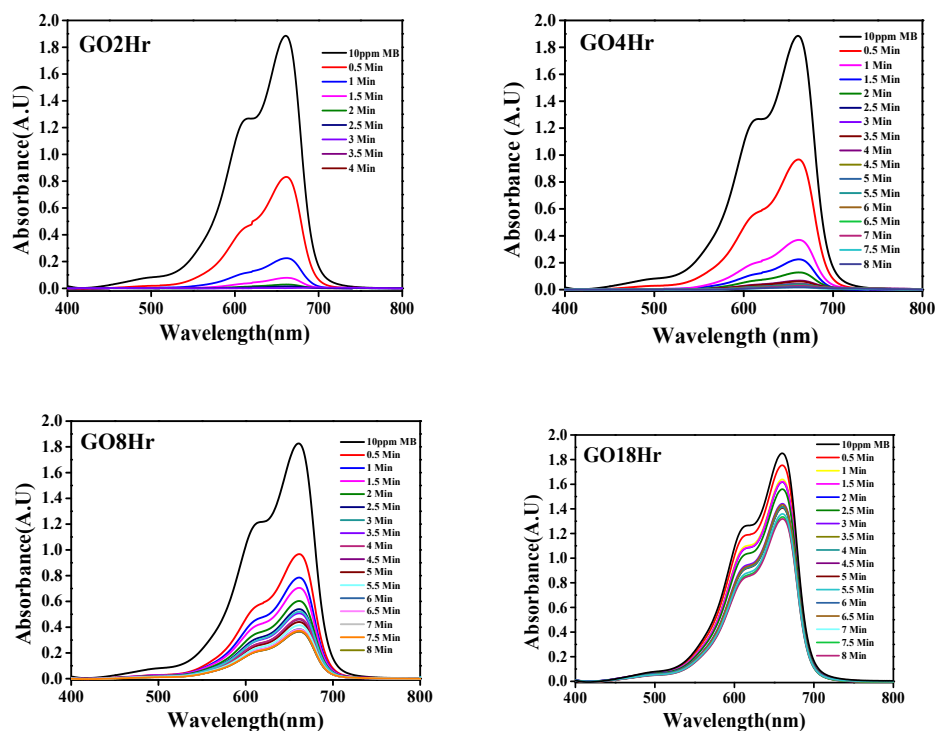 GO2Hr
2.0
1.8
1.6
1.4
1.2
1.0
0.8
0.6
0.4
0.2
0.0
Absorbance(A.U)
400 500 600 700 800
Wavelength(nm)
10ppm MB
0.5 Min
1 Min
1.5 Min
2 Min
2.5 Min
3 Min
3.5 Min
4 Min
GO4Hr
2.0
1.8
1.6
1.4
1.2
1.0
0.8
0.6
0.4
0.2
0.0
Absorbance (A.U)
400 500 600 700 800
Wavelength (nm)
10ppm MB
0.5 Min
1 Min
1.5 Min
2 Min
2.5 Min
3 Min
3.5 Min
4 Min
4.5 Min
5 Min
5.5 Min
6 Min
6.5 Min
7 Min
7.5 Min
8 Min
GO8Hr
2.0
1.8
1.6
1.4
1.2
1.0
0.8
0.6
0.4
0.2
0.0
Absorbance(A.U)
400 500 600 700 800
Wavelength(nm)
10ppm MB
0.5 Min
1 Min
1.5 Min
2 Min
2.5 Min
3 Min
3.5 Min
4 Min
4.5 Min
5 Min
5.5 Min
6 Min
6.5 Min
7 Min
7.5 Min
8 Min
GO18Hr
2.0
1.8
1.6
1.4
1.2
1.0
0.8
0.6
0.4
0.2
0.0
Absorbance(A.U)
400 500 600 700 800
Wavelength(nm)
10ppm MB
0.5 Min
1 Min
1.5 Min
2 Min
2.5 Min
3 Min
3.5 Min
4 Min
4.5 Min
5 Min
5.5 Min
6 Min
6.5 Min
7 Min
7.5 Min
8 Min